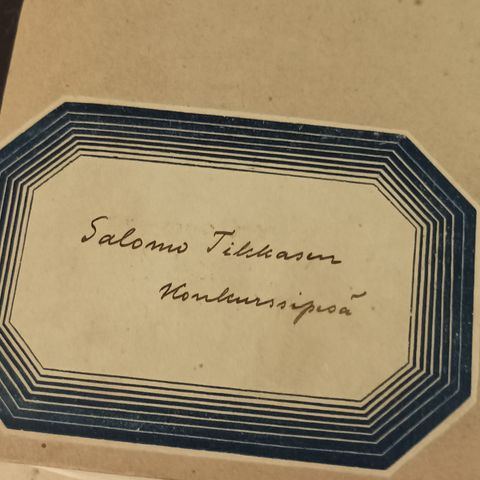 Salomo Tikkasen
Konkurssipesä